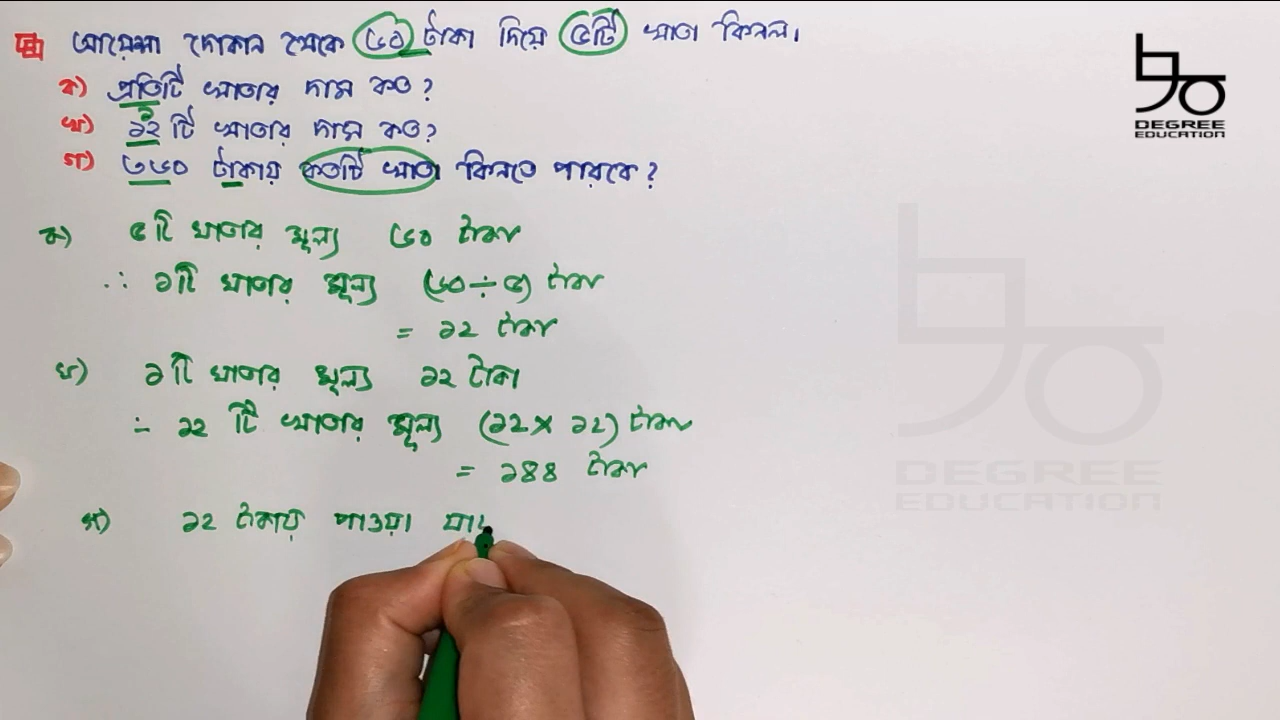 আয়েশা দোকান থেকে ৬০ টাকা দিয়ে ৫টি খাতা কিনল।
ক) প্রতিটি খাতার দাম কত?
১
খ) ১২ টি খাতার দাম কত?
গ) ৩৬০ টাকায় কতটি খাতা কিনতে পারবে?
ক) ৫টি খাতার মূল্য ৬০ টাকা
∴ ১টি খাতার মূল্য (৬০ ÷ ৫) টাকা
= ১২ টাকা
খ) ১টি খাতার মূল্য ১২ টাকা
∴ ১২ টি খাতার মূল্য (১২ × ১২) টাকা
= ১৪৪ টাকা
গ) ১২ টাকায় পাওয়া যা
DEGREE
EDUCATION
DEGREE
EDUCATION